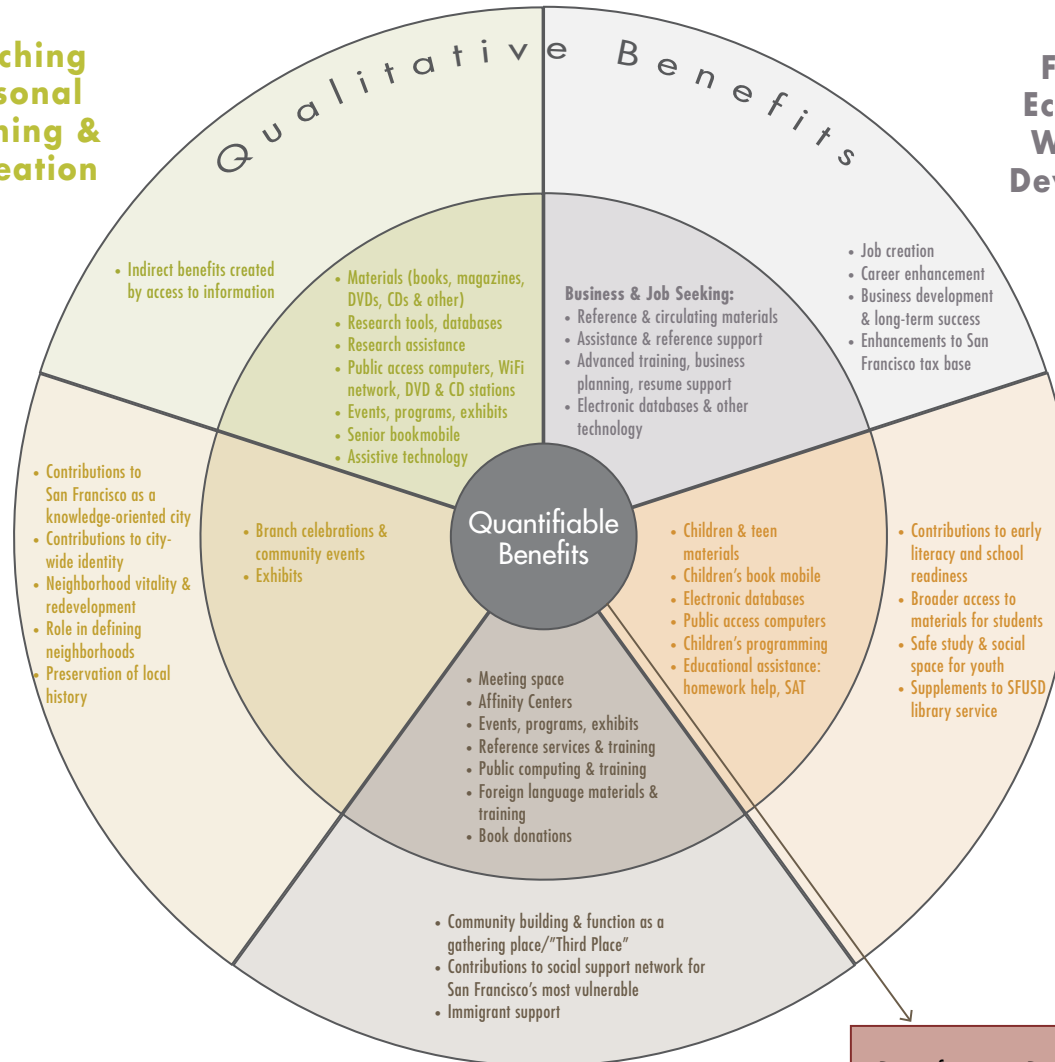 Qualitative Benefits
• Indirect benefits created
by access to information
• Materials (books, magazines,
DVDs, CDs & other)
• Research tools, databases
• Research assistance
• Public access computers, WiFi
network, DVD & CD stations
• Events, programs, exhibits
• Senior bookmobile
• Assistive technology
Business & Job Seeking:
• Reference & circulating materials
• Assistance & reference support
• Advanced training, business
planning, resume support
• Electronic databases & other
technology
• Job creation
• Career enhancement
• Business development
& long-term success
• Enhancements to San
Francisco tax base
• Contributions to
San Francisco as a
knowledge-oriented city
• Contributions to city-
wide identity
• Neighborhood vitality &
redevelopment
• Role in defining
neighborhoods
• Preservation of local
history
• Branch celebrations &
community events
• Exhibits
Quantifiable
Benefits
• Children & teen
materials
• Children's book mobile
• Electronic databases
• Public access computers
• Children's programming
• Educational assistance:
homework help, SAT
• Contributions to early
literacy and school
readiness
• Broader access to
materials for students
• Safe study & social
space for youth
• Supplements to SFUSD
library service
• Meeting space
• Affinity Centers
• Events, programs, exhibits
• Reference services & training
• Public computing & training
• Foreign language materials &
training
• Book donations
• Community building & function as a
gathering place/"Third Place"
• Contributions to social support network for
San Francisco's most vulnerable
• Immigrant support